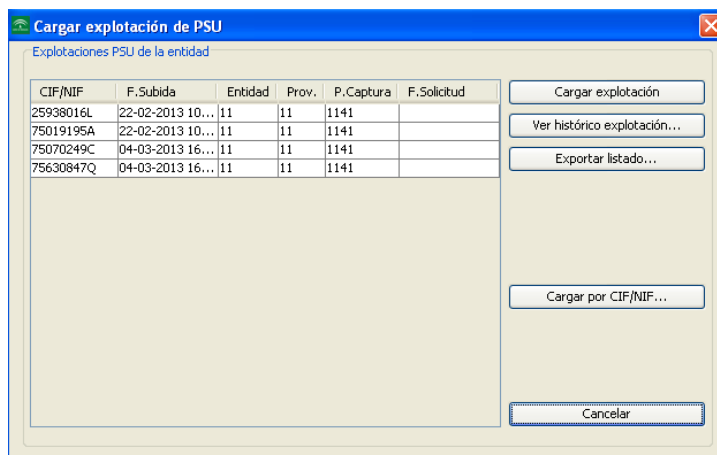 Cargar explotación de PSU
Explotaciones PSU de la entidad
CIF/NIF F.Subida Entidad Prov. P.Captura F.Solicitud
25938016L 22-02-2013 10... 11 11 1141
75019195A 22-02-2013 10... 11 11 1141
75070249C 04-03-2013 16... 11 11 1141
75630847Q 04-03-2013 16... 11 11 1141
Cargar explotación
Ver histórico explotación...
Exportar listado...
Cargar por CIF/NIF...
Cancelar